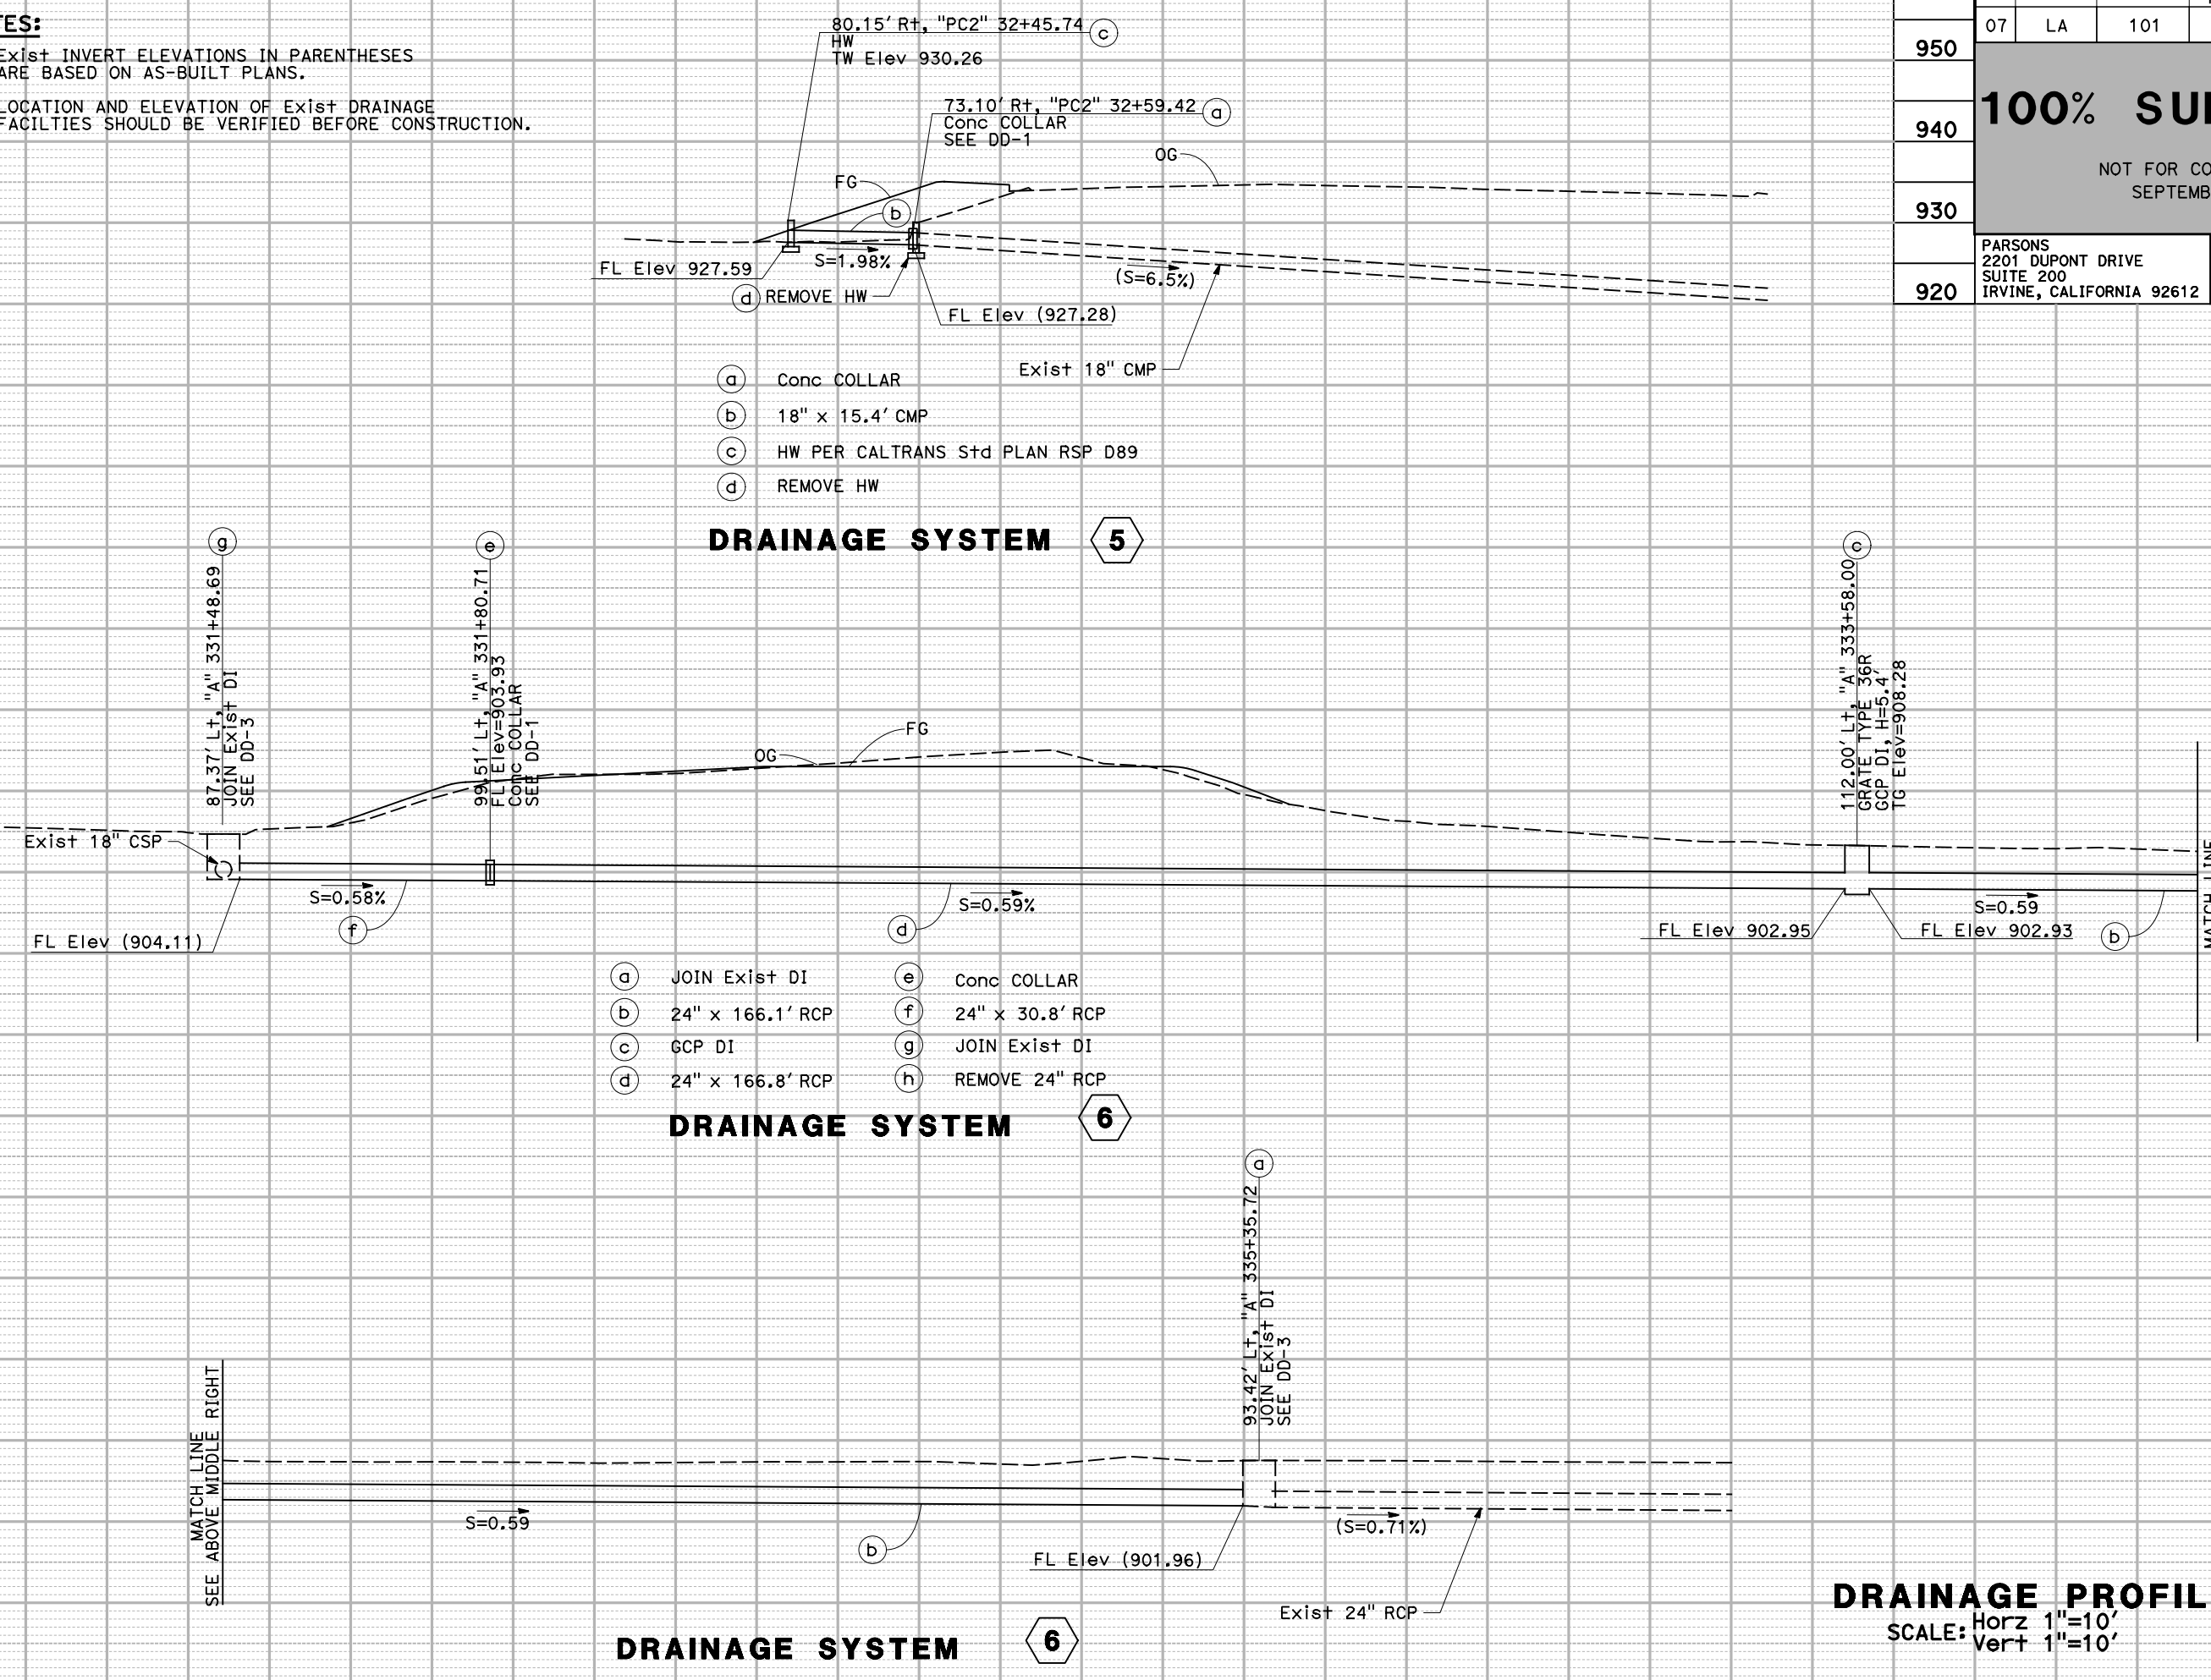 TES:
Exist INVERT ELEVATIONS IN PARENTHESES
ARE BASED ON AS-BUILT PLANS.
LOCATION AND ELEVATION OF Exist DRAINAGE
FACILTIES SHOULD BE VERIFIED BEFORE CONSTRUCTION.
80.15' Rt, "PC2" 32+45.74 c
HW
TW Elev 930.26
73.10' Rt, "PC2" 32+59.42 a
Conc COLLAR
SEE DD-1
OG
FG
b
FL Elev 927.59
S=1.98%
(S=6.5%)
d REMOVE HW
FL Elev (927.28)
Exist 18" CMP
a Conc COLLAR
b 18" x 15.4' CMP
c HW PER CALTRANS Std PLAN RSP D89
d REMOVE HW
DRAINAGE SYSTEM 5
950
940
930
920
07 LA 101
100% SU
NOT FOR CO
SEPTEMB
PARSONS
2201 DUPONT DRIVE
SUITE 200
IRVINE, CALIFORNIA 92612
g
87.37' Lt, "A" 331+48.69
JOIN Exist DI
SEE DD-3
e
99.51' Lt, "A" 331+80.71
FL Elev=903.93
Conc COLLAR
SEE DD-1
c
112.00' Lt, "A" 333+58.00
GRATE TYPE 36R
GCP DI, H=5.4'
TG Elev=908.28
OG
FG
Exist 18" CSP
S=0.58%
f
FL Elev (904.11)
d
S=0.59%
FL Elev 902.95
FL Elev 902.93
S=0.59
b
MATCH LINE
a JOIN Exist DI
b 24" x 166.1' RCP
c GCP DI
d 24" x 166.8' RCP
e Conc COLLAR
f 24" x 30.8' RCP
g JOIN Exist DI
h REMOVE 24" RCP
DRAINAGE SYSTEM 6
a
93.42' Lt, "A" 335+35.72
JOIN Exist DI
SEE DD-3
MATCH LINE
SEE ABOVE MIDDLE RIGHT
S=0.59
b
FL Elev (901.96)
(S=0.71%)
Exist 24" RCP
DRAINAGE SYSTEM 6
DRAINAGE PROFIL
SCALE: Horz 1"=10'
Vert 1"=10'